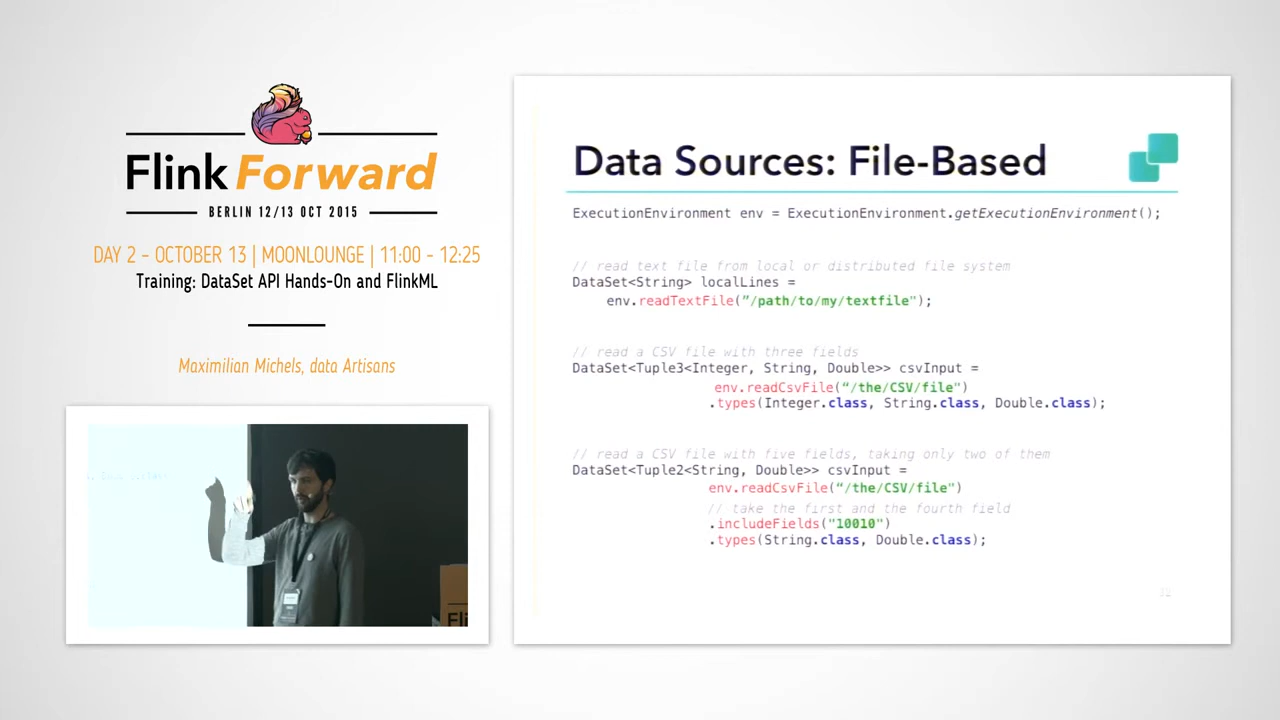 Flink Forward
BERLIN 12/13 OCT 2015
DAY 2 - OCTOBER 13 | MOONLOUNGE | 11:00 - 12:25
Training: DataSet API Hands-On and FlinkML
Maximilian Michels, data Artisans
Data Sources: File-Based
ExecutionEnvironment env = ExecutionEnvironment.getExecutionEnvironment();
// read text file from local or distributed file system
DataSet<String> localLines =
env.readTextFile(“/path/to/my/textfile");
// read a CSV file with three fields
DataSet<Tuple3<Integer, String, Double>> csvInput =
env.readCsvFile(“/the/CSV/file")
.types(Integer.class, String.class, Double.class);
// read a CSV file with five fields, taking only two of them
DataSet<Tuple2<String, Double>> csvInput =
env.readCsvFile(“/the/CSV/file")
// take the first and the fourth field
.includeFields("10010")
.types(String.class, Double.class);
Fli